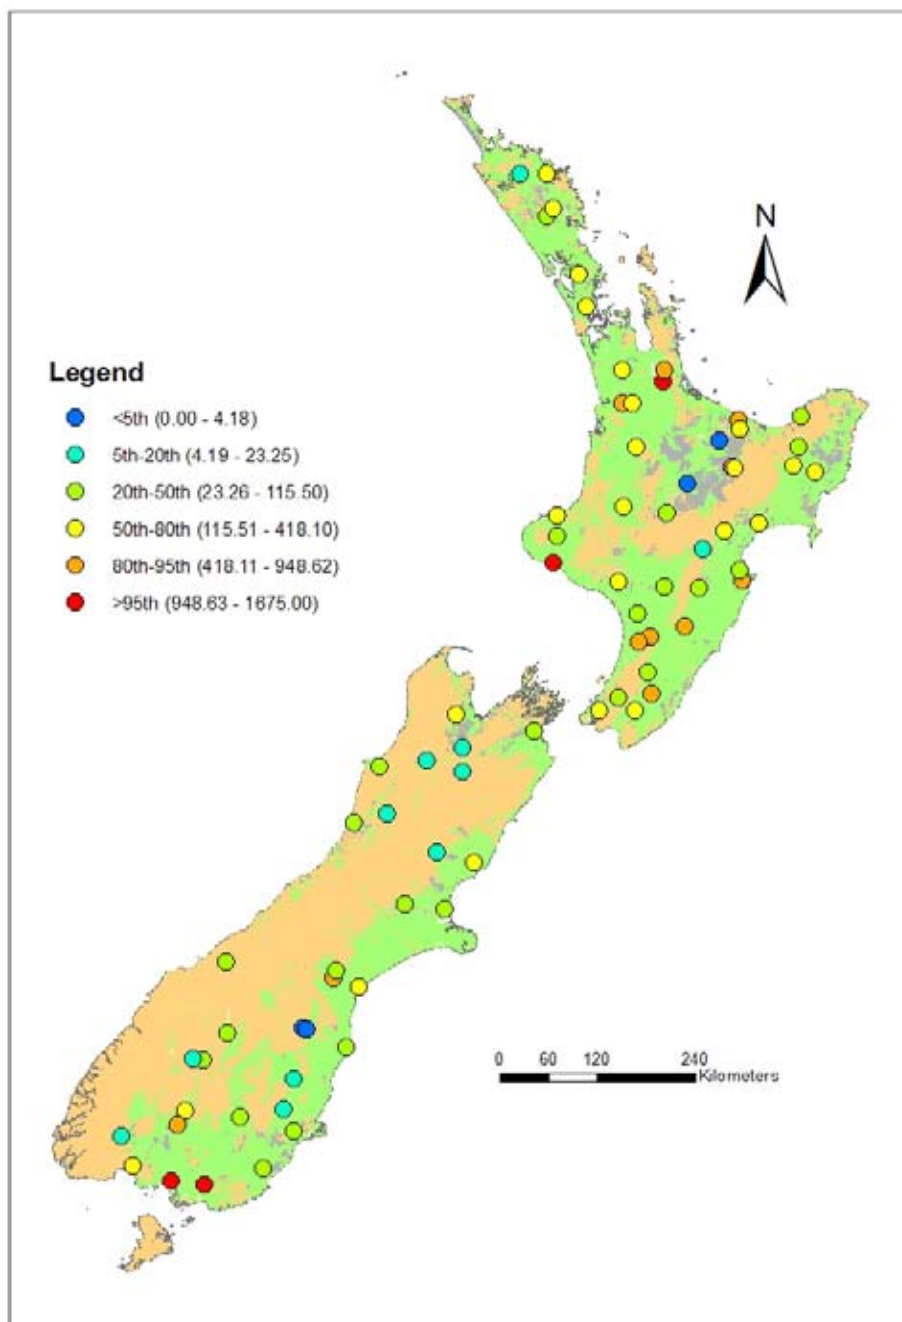 N
Legend
<5th (0.00 - 4.18)
5th-20th (4.19 - 23.25)
20th-50th (23.26 - 115.50)
50th-80th (115.51 - 418.10)
80th-95th (418.11 - 948.62)
>95th (948.63 - 1675.00)
0 60 120 240
Kilometers